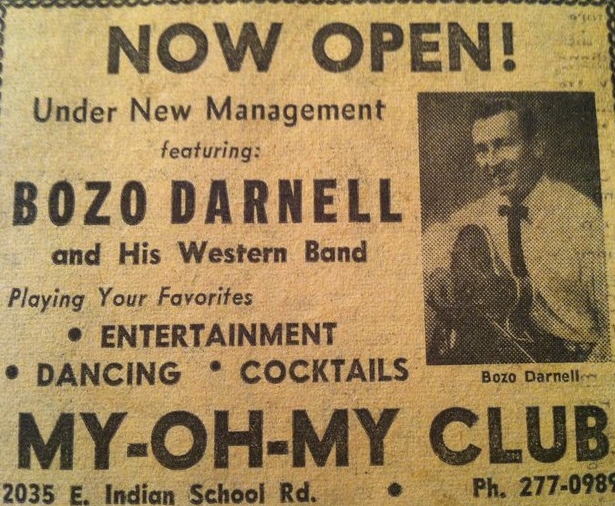 NOW OPEN!
Under New Management
featuring:
BOZO DARNELL
and His Western Band
Playing Your Favorites
• ENTERTAINMENT
• DANCING • COCKTAILS
Bozo Darnell
MY-OH-MY CLUB
2035 E. Indian School Rd. • Ph. 277-0989